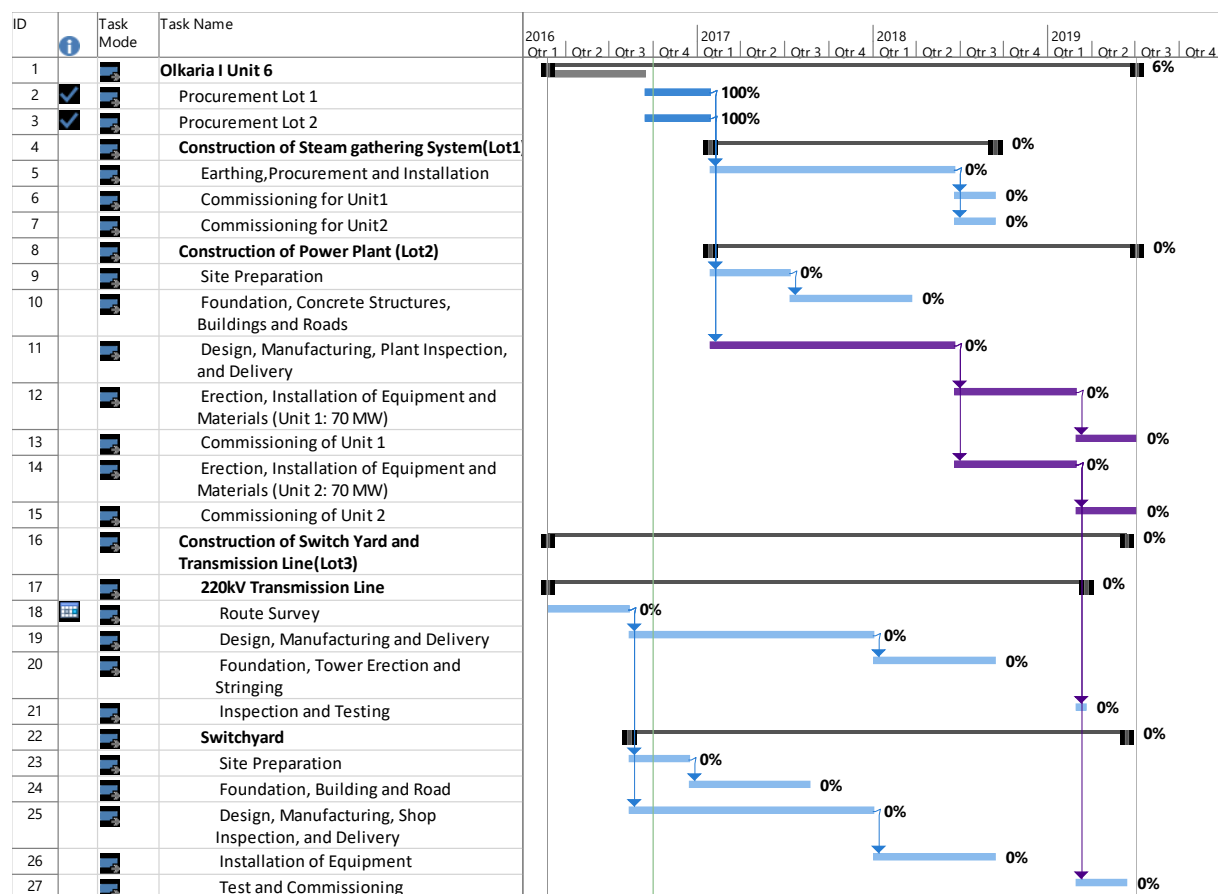 ID Task Mode Task Name
2016 2017 2018 2019
Qtr 1 Qtr 2 Qtr 3 Qtr 4 Qtr 1 Qtr 2 Qtr 3 Qtr 4 Qtr 1 Qtr 2 Qtr 3 Qtr 4 Qtr 1 Qtr 2 Qtr 3 Qtr 4
1 Olkaria I Unit 6 6%
2 Procurement Lot 1 100%
3 Procurement Lot 2 100%
4 Construction of Steam gathering System(Lot1) 0%
5 Earthing,Procurement and Installation 0%
6 Commissioning for Unit1 0%
7 Commissioning for Unit2 0%
8 Construction of Power Plant (Lot2) 0%
9 Site Preparation 0%
10 Foundation, Concrete Structures, 0%
Buildings and Roads
11 Design, Manufacturing, Plant Inspection, 0%
and Delivery
12 Erection, Installation of Equipment and 0%
Materials (Unit 1: 70 MW)
13 Commissioning of Unit 1 0%
14 Erection, Installation of Equipment and 0%
Materials (Unit 2: 70 MW)
15 Commissioning of Unit 2 0%
16 Construction of Switch Yard and 0%
Transmission Line(Lot3)
17 220kV Transmission Line 0%
18 Route Survey 0%
19 Design, Manufacturing and Delivery 0%
20 Foundation, Tower Erection and 0%
Stringing
21 Inspection and Testing 0%
22 Switchyard 0%
23 Site Preparation 0%
24 Foundation, Building and Road 0%
25 Design, Manufacturing, Shop 0%
Inspection, and Delivery
26 Installation of Equipment 0%
27 Test and Commissioning 0%